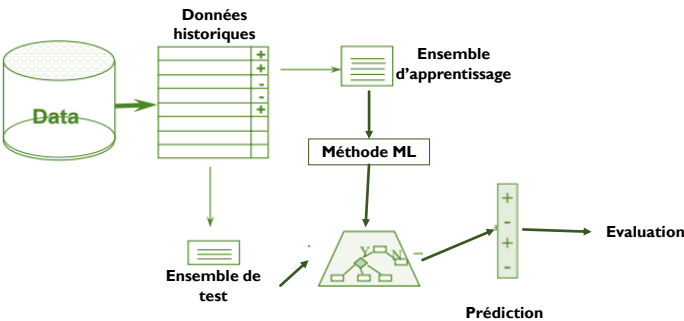 Données
historiques
+
+
-
-
+
Data
Ensemble
d'apprentissage
Méthode ML
Y
N
Ensemble de
test
+
-
+
-
Evaluation
Prédiction